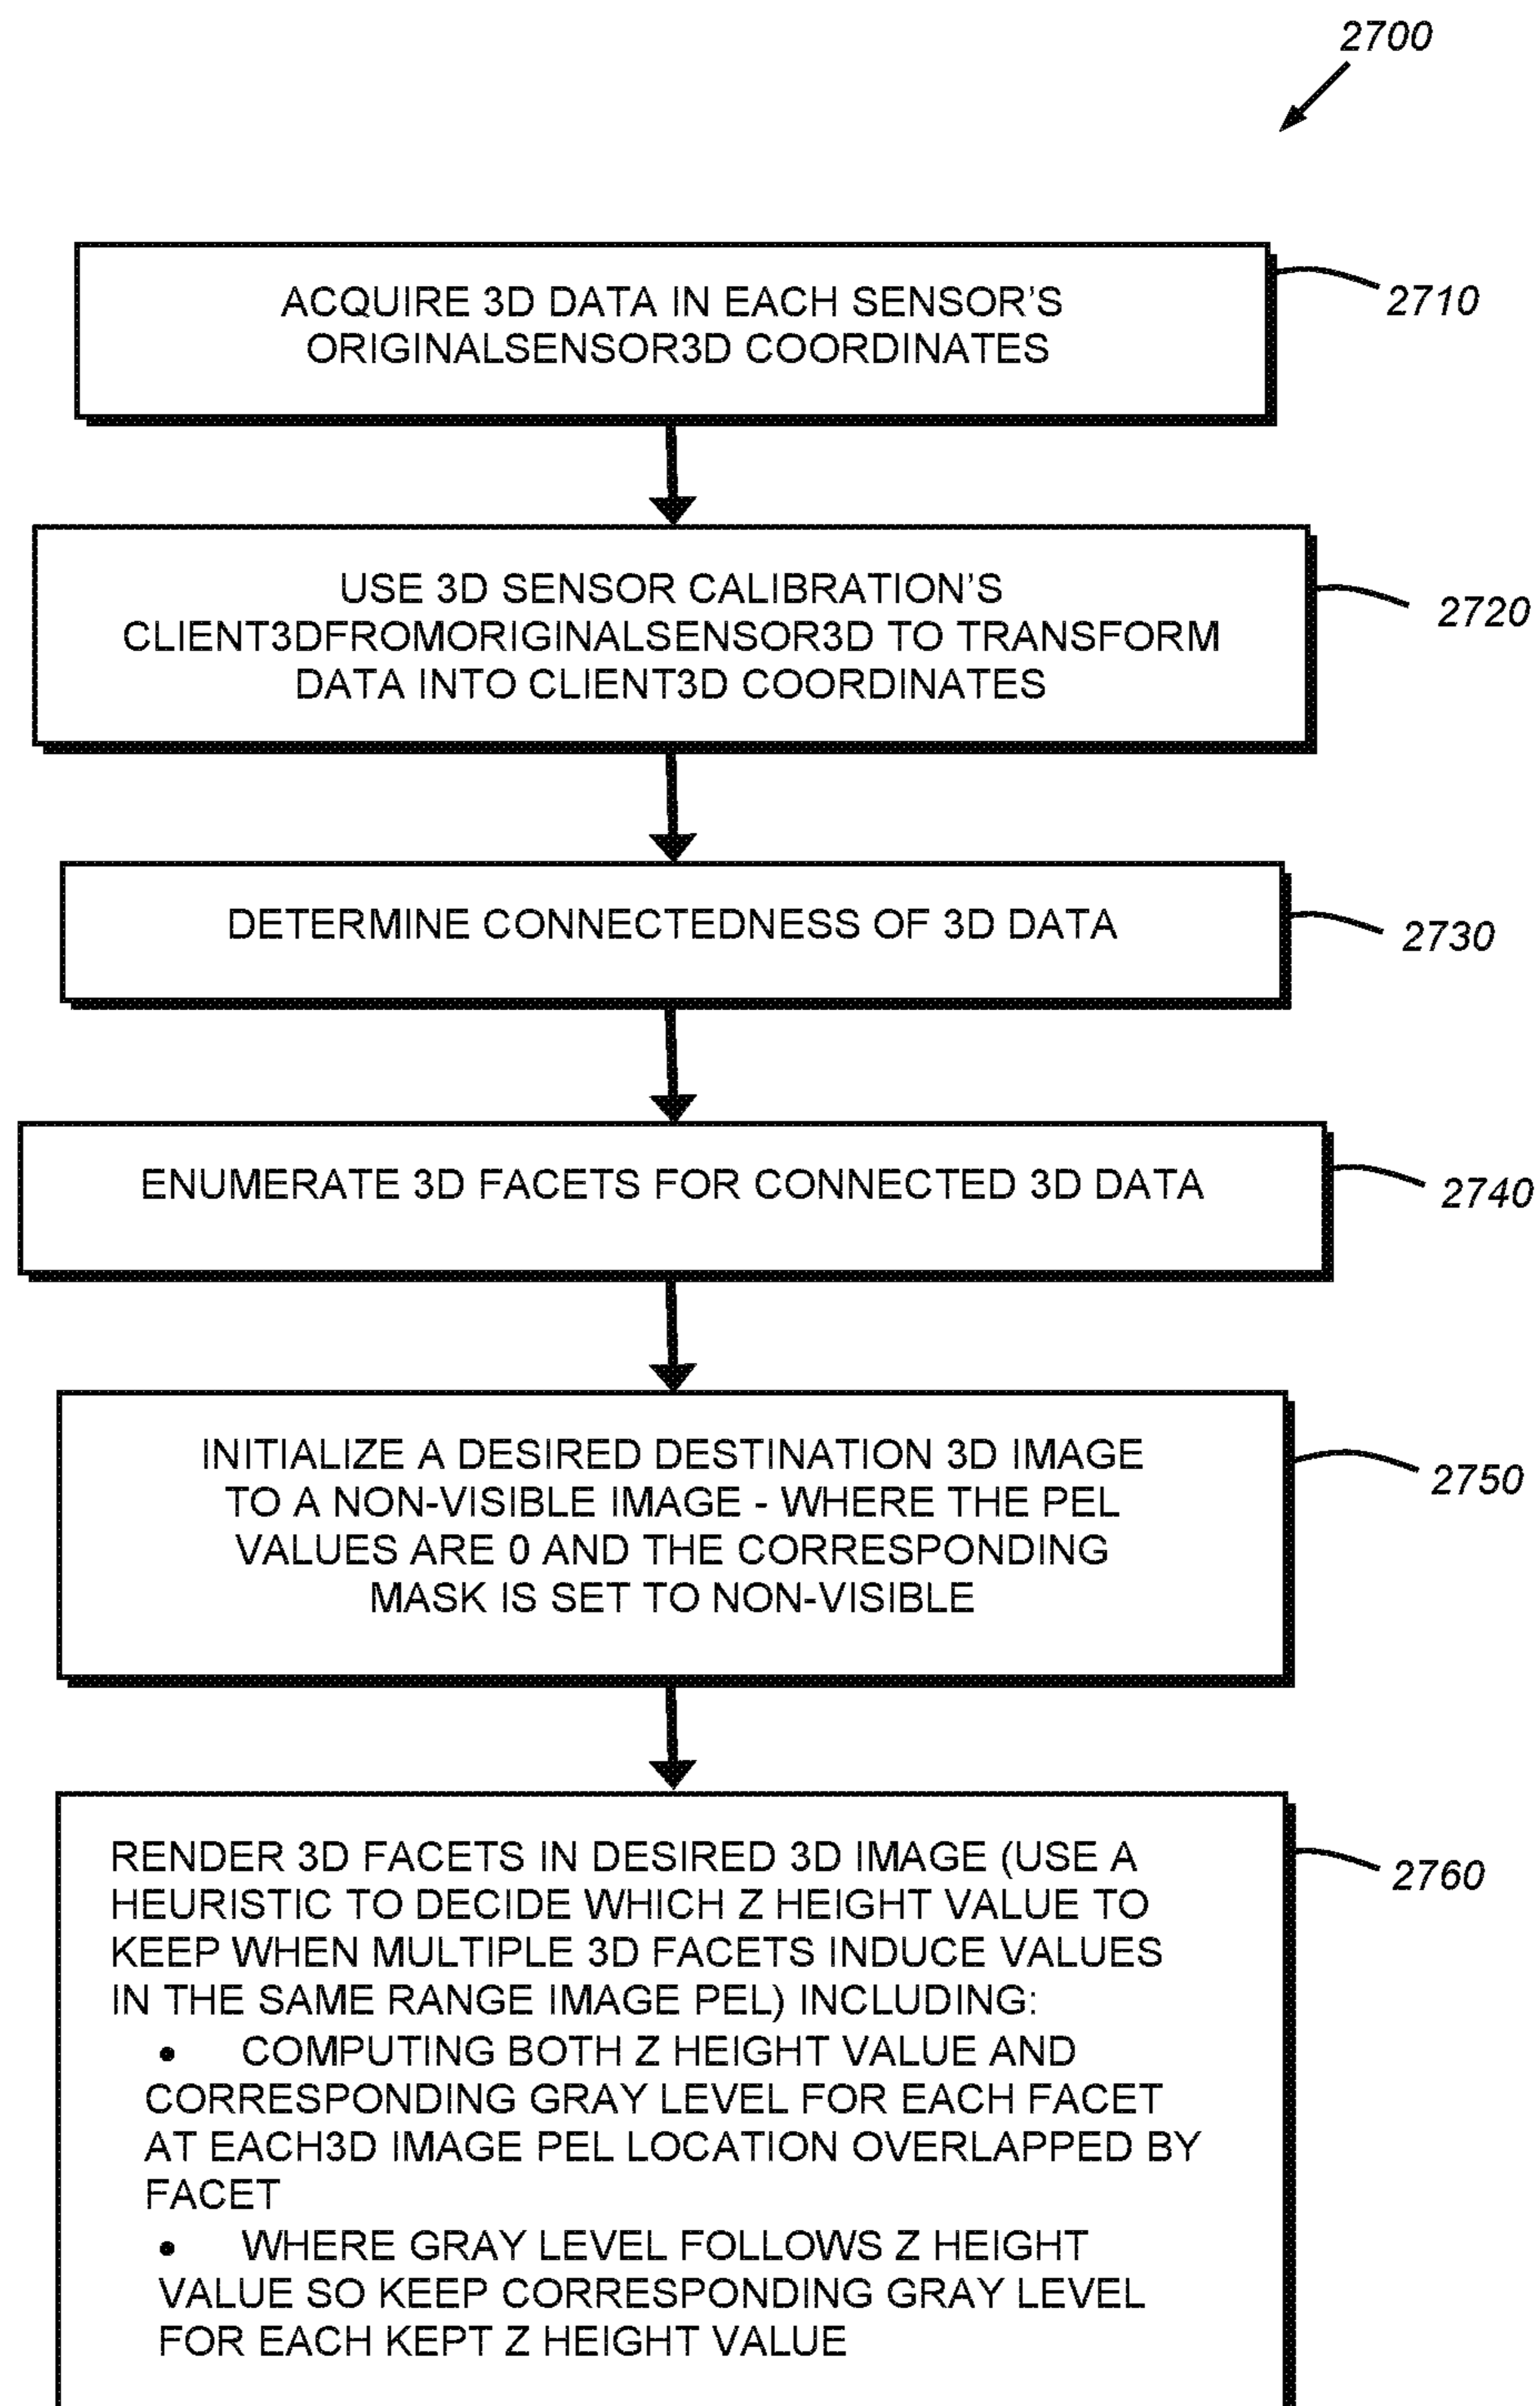 2700
ACQUIRE 3D DATA IN EACH SENSOR'S
ORIGINALSENSOR3D COORDINATES
2710
USE 3D SENSOR CALIBRATION'S
CLIENT3DFROMORIGINALSENSOR3D TO TRANSFORM
DATA INTO CLIENT3D COORDINATES
2720
DETERMINE CONNECTEDNESS OF 3D DATA
2730
ENUMERATE 3D FACETS FOR CONNECTED 3D DATA
2740
INITIALIZE A DESIRED DESTINATION 3D IMAGE
TO A NON-VISIBLE IMAGE - WHERE THE PEL
VALUES ARE 0 AND THE CORRESPONDING
MASK IS SET TO NON-VISIBLE
2750
RENDER 3D FACETS IN DESIRED 3D IMAGE (USE A
HEURISTIC TO DECIDE WHICH Z HEIGHT VALUE TO
KEEP WHEN MULTIPLE 3D FACETS INDUCE VALUES
IN THE SAME RANGE IMAGE PEL) INCLUDING:
• COMPUTING BOTH Z HEIGHT VALUE AND
CORRESPONDING GRAY LEVEL FOR EACH FACET
AT EACH3D IMAGE PEL LOCATION OVERLAPPED BY
FACET
• WHERE GRAY LEVEL FOLLOWS Z HEIGHT
VALUE SO KEEP CORRESPONDING GRAY LEVEL
FOR EACH KEPT Z HEIGHT VALUE
2760